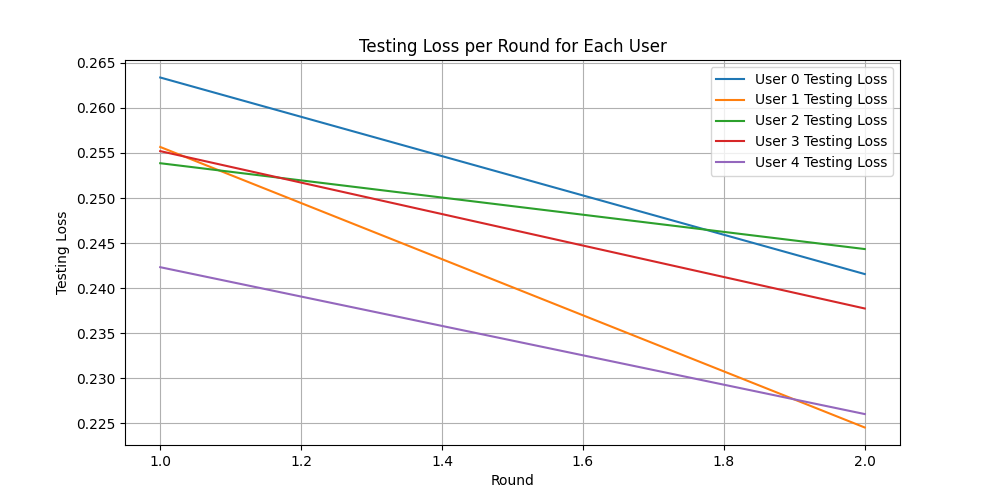 Testing Loss per Round for Each User
Testing Loss
0.265
0.260
0.255
0.250
0.245
0.240
0.235
0.230
0.225
User 0 Testing Loss
User 1 Testing Loss
User 2 Testing Loss
User 3 Testing Loss
User 4 Testing Loss
1.0 1.2 1.4 1.6 1.8 2.0
Round